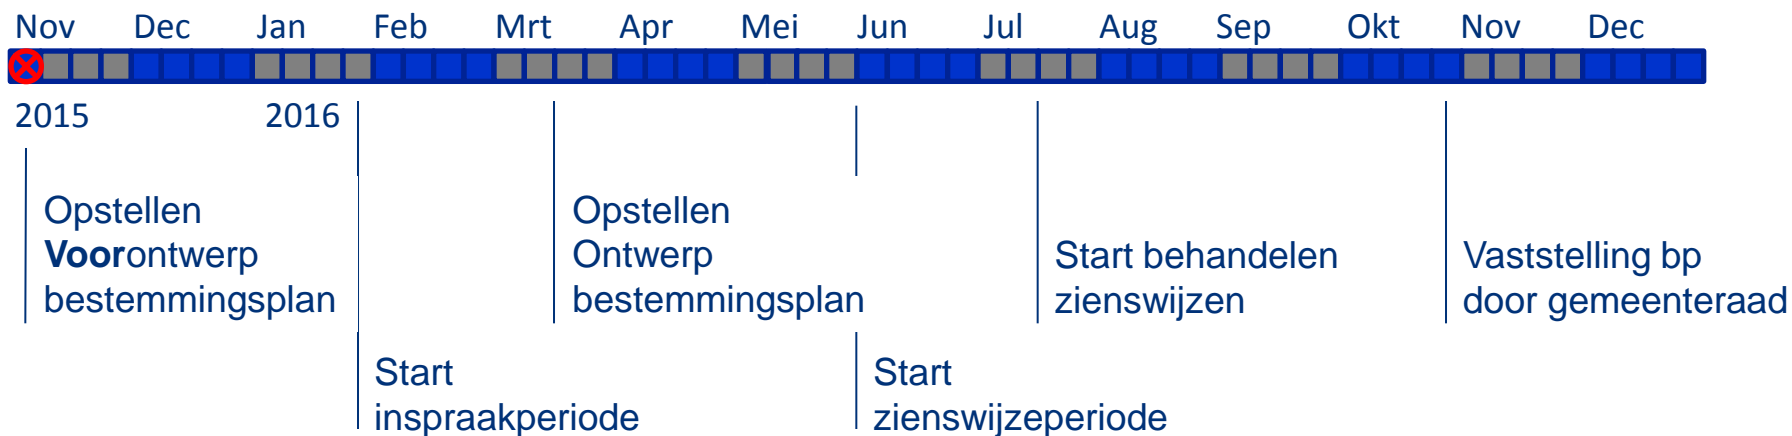 Nov Dec Jan Feb Mrt Apr Mei Jun Jul Aug Sep Okt Nov Dec
2015 2016
Opstellen
Voorontwerp
bestemmingsplan
Opstellen
Ontwerp
bestemmingsplan
Start behandelen
zienswijzen
Vaststelling bp
door gemeenteraad
Start
inspraakperiode
Start
zienswijzeperiode